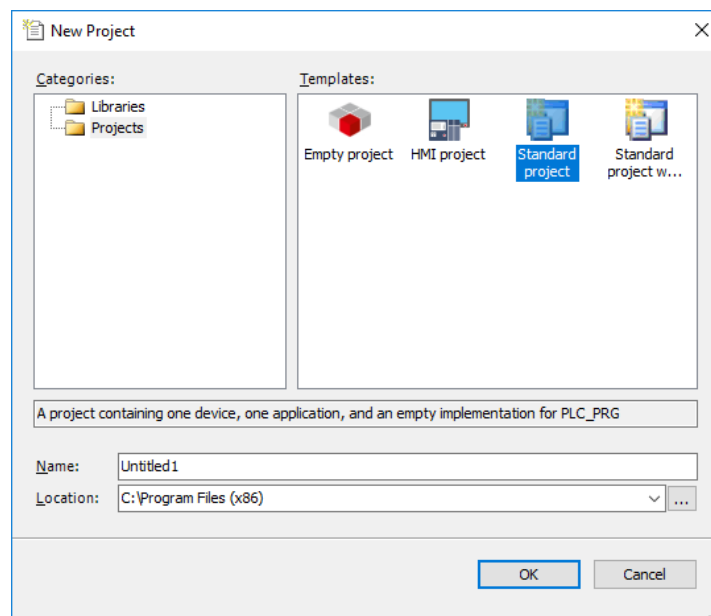 New Project
Categories:
Templates:
Libraries
Projects
Empty project
HMI project
Standard
project
Standard
project w...
A project containing one device, one application, and an empty implementation for PLC_PRG
Name:
Untitled1
Location:
C:\Program Files (x86)
...
OK
Cancel